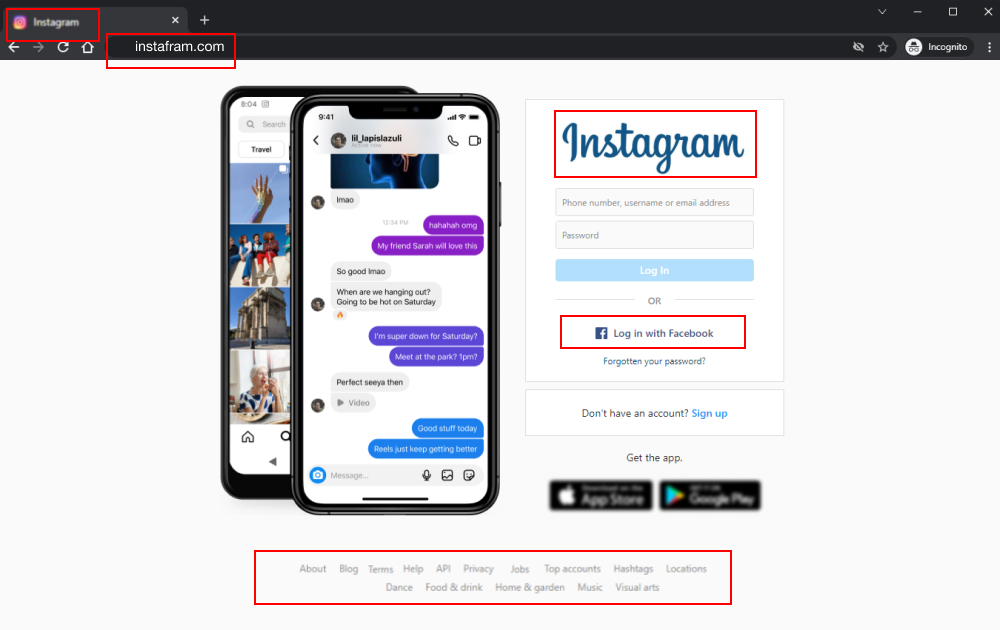 Instagram
instafram.com
Incognito
8:04
Search
Travel
9:41
lil_lapislazuli
Active now
lmao
12:34 PM
hahahah omg
My friend Sarah will love this
So good lmao
When are we hanging out?
Going to be hot on Saturday
I'm super down for Saturday?
Meet at the park? 1pm?
Perfect seeya then
Video
Good stuff today
Reels just keep getting better
Message...
Instagram
Phone number, username or email address
Password
Log In
OR
Log in with Facebook
Forgotten your password?
Don't have an account? Sign up
Get the app.
Download on the
App Store
GET IT ON
Google Play
About Blog Terms Help API Privacy Jobs Top accounts Hashtags Locations
Dance Food & drink Home & garden Music Visual arts